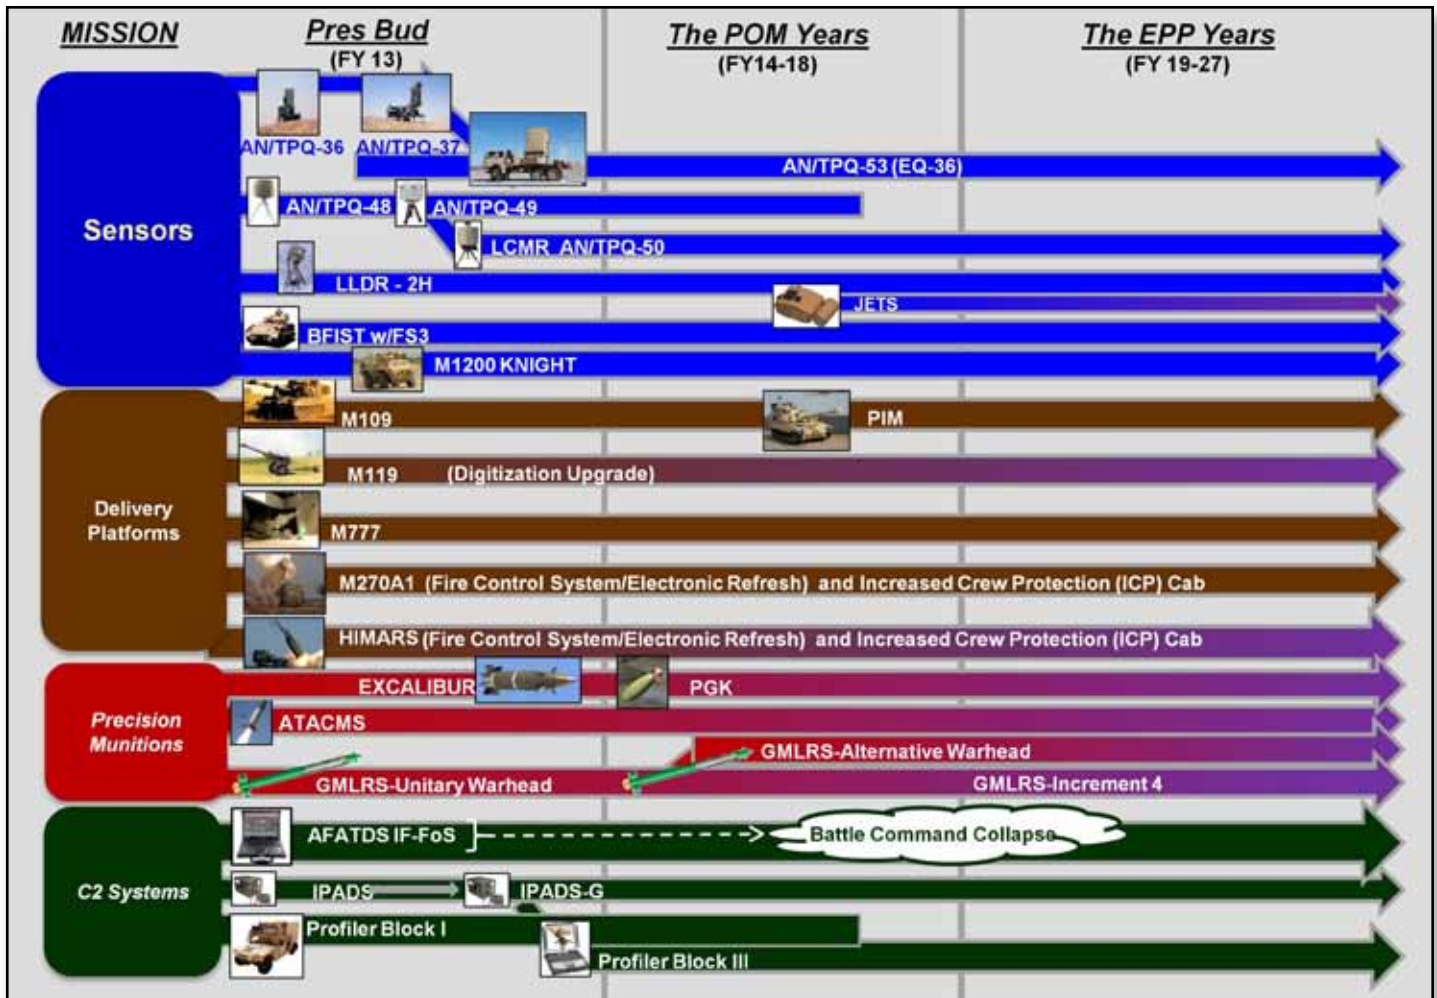 MISSION
Pres Bud
(FY 13)
The POM Years
(FY14-18)
The EPP Years
(FY 19-27)
Sensors
AN/TPQ-36
AN/TPQ-37
AN/TPQ-53 (EQ-36)
AN/TPQ-48
AN/TPQ-49
LCMR AN/TPQ-50
LLDR - 2H
JETS
BFIST w/FS3
M1200 KNIGHT
Delivery
Platforms
M109
PIM
M119 (Digitization Upgrade)
M777
M270A1 (Fire Control System/Electronic Refresh) and Increased Crew Protection (ICP) Cab
HIMARS (Fire Control System/Electronic Refresh) and Increased Crew Protection (ICP) Cab
Precision
Munitions
EXCALIBUR
PGK
ATACMS
GMLRS-Alternative Warhead
GMLRS-Unitary Warhead
GMLRS-Increment 4
C2 Systems
AFATDS IF-FoS
Battle Command Collapse
IPADS
IPADS-G
Profiler Block I
Profiler Block III